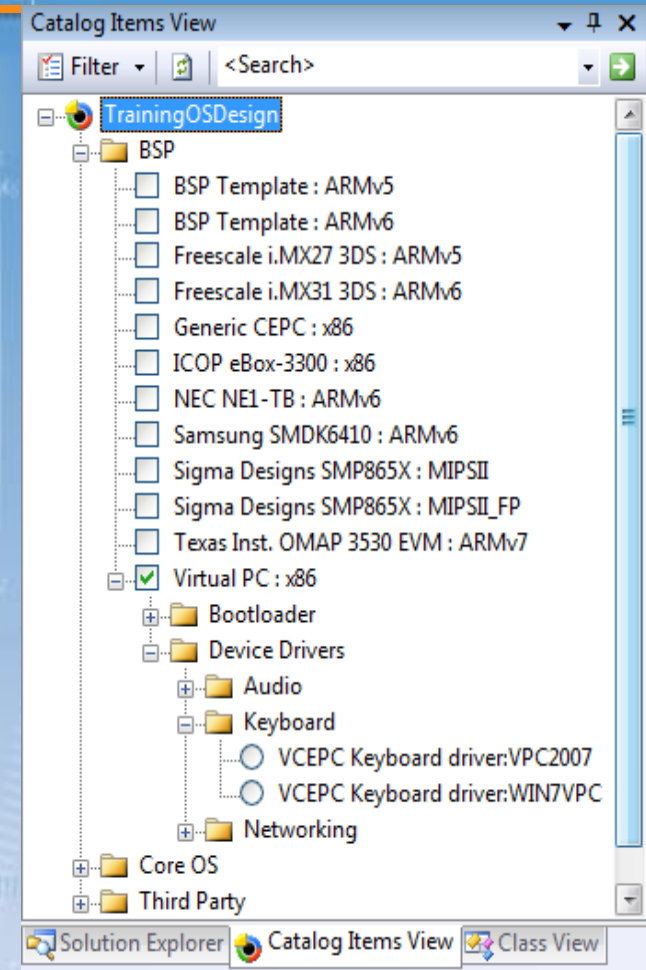 Catalog Items View
Filter <Search>
TrainingOSDesign
BSP
BSP Template : ARMv5
BSP Template : ARMv6
Freescale i.MX27 3DS : ARMv5
Freescale i.MX31 3DS : ARMv6
Generic CEPC : x86
ICOP eBox-3300 : x86
NEC NE1-TB : ARMv6
Samsung SMDK6410 : ARMv6
Sigma Designs SMP865X : MIPSII
Sigma Designs SMP865X : MIPSII_FP
Texas Inst. OMAP 3530 EVM : ARMv7
Virtual PC : x86
Bootloader
Device Drivers
Audio
Keyboard
VCEPC Keyboard driver:VPC2007
VCEPC Keyboard driver:WIN7VPC
Networking
Core OS
Third Party
Solution Explorer Catalog Items View Class View